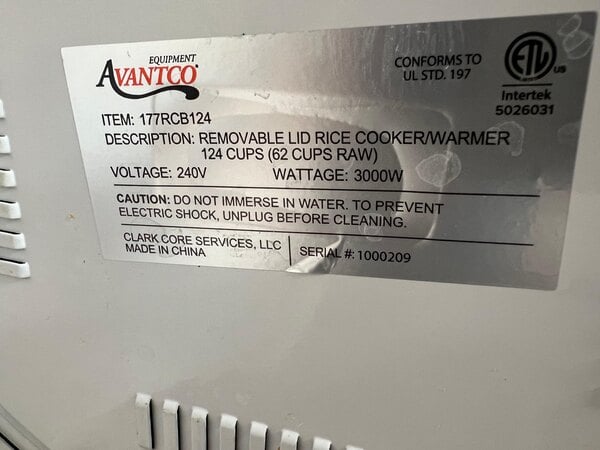 EQUIPMENT
AVANTCO
CONFORMS TO
UL STD. 197
ETL
US
Intertek
5026031
ITEM: 177RCB124
DESCRIPTION: REMOVABLE LID RICE COOKER/WARMER
124 CUPS (62 CUPS RAW)
VOLTAGE: 240V WATTAGE: 3000W
CAUTION: DO NOT IMMERSE IN WATER. TO PREVENT
ELECTRIC SHOCK, UNPLUG BEFORE CLEANING.
CLARK CORE SERVICES, LLC
MADE IN CHINA
SERIAL #: 1000209